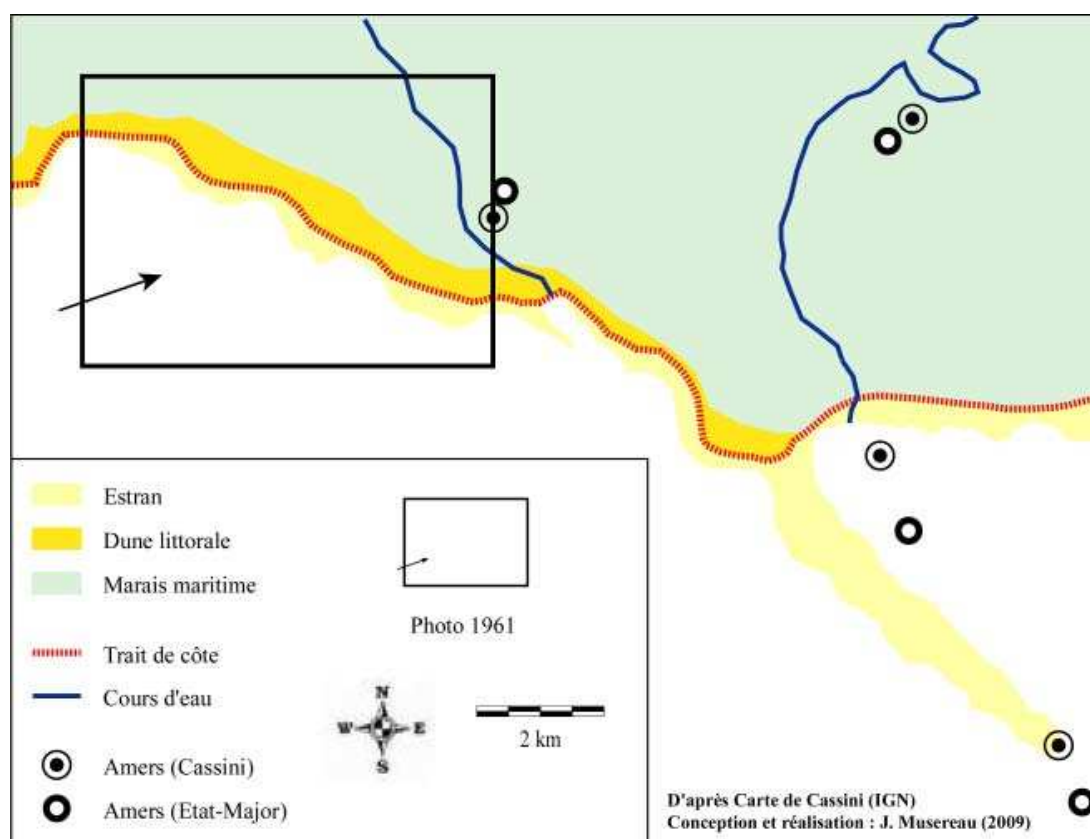 Estran
Dune littorale
Marais maritime
Photo 1961
Trait de côte
Cours d'eau
N
W E
S
2 km
Amers (Cassini)
Amers (Etat-Major)
D'après Carte de Cassini (IGN)
Conception et réalisation : J. Musereau (2009)